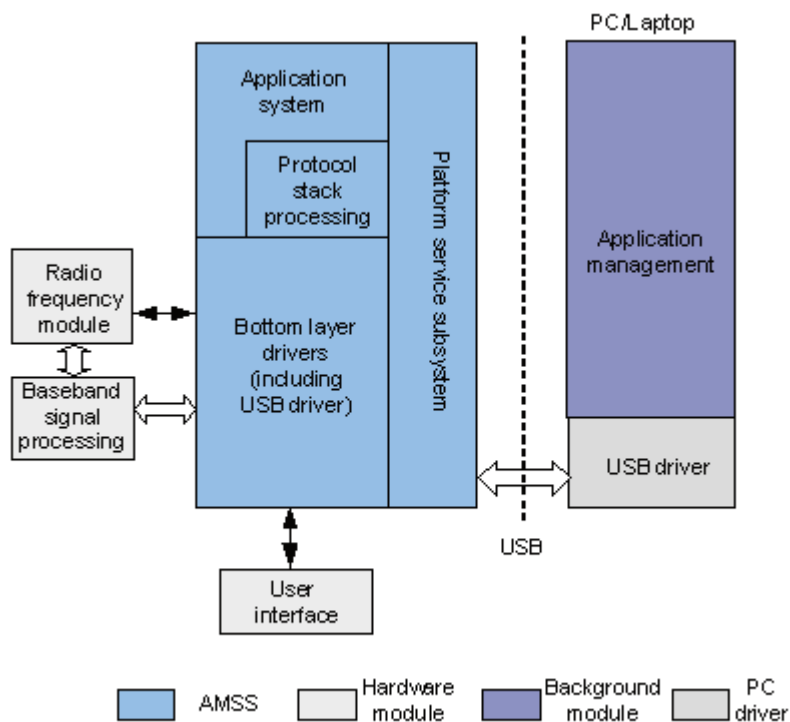 PC/Laptop
Application
system
Protocol
stack
processing
Platform service subsystem
Application
management
Radio
frequency
module
Bottom layer
drivers
(including
USB driver)
Baseband
signal
processing
USB driver
USB
User
interface
AMSS
Hardware
module
Background
module
PC
driver